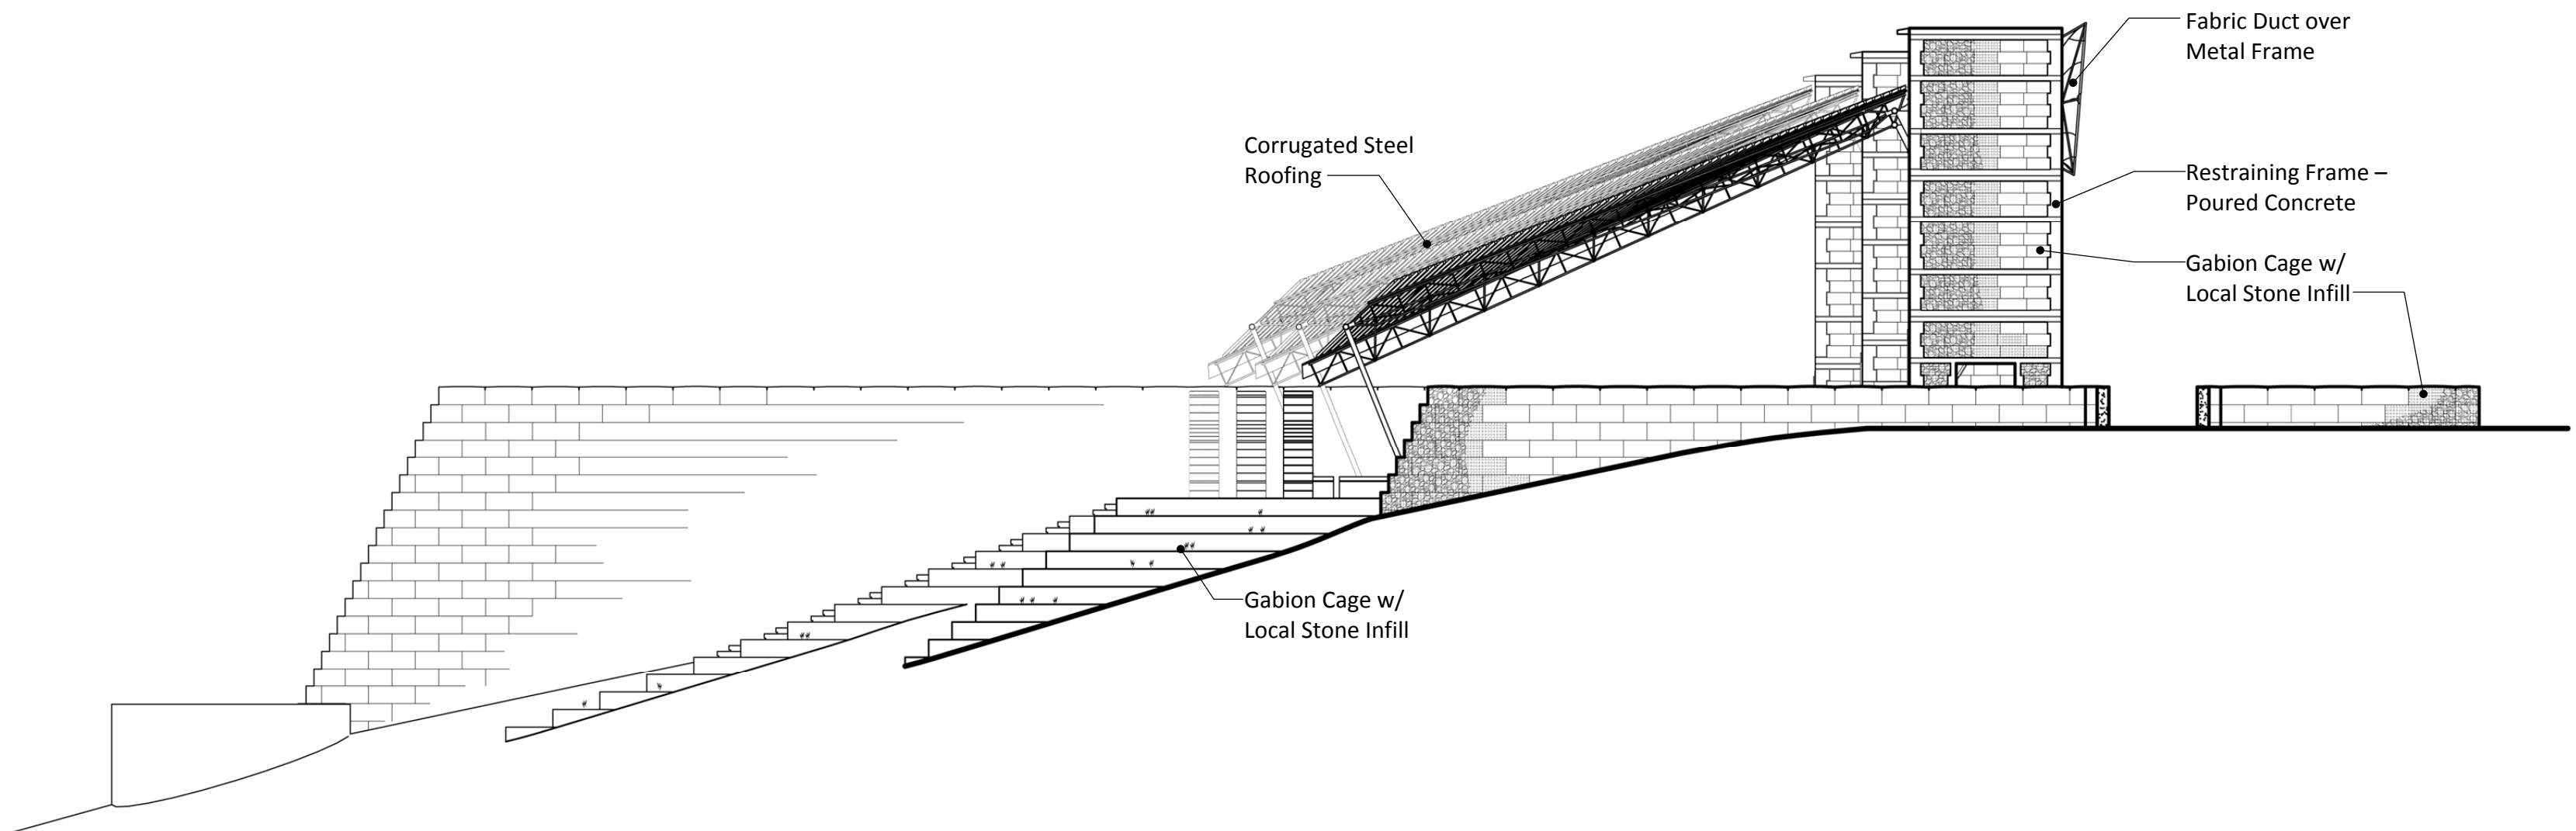 Fabric Duct over
Metal Frame
Corrugated Steel
Roofing
Restraining Frame –
Poured Concrete
Gabion Cage w/
Local Stone Infill
Gabion Cage w/
Local Stone Infill